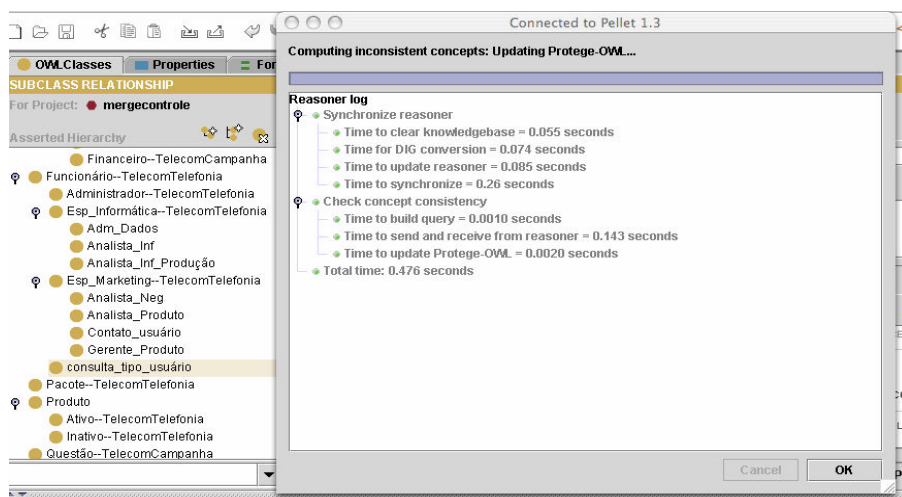 Connected to Pellet 1.3
Computing inconsistent concepts: Updating Protege-OWL...
OWLClasses
Properties
For
SUBCLASS RELATIONSHIP
For Project: mergecontrole
Asserted Hierarchy
Financeiro--TelecomCampanha
Funcionário--TelecomTelefonia
Administrador--TelecomTelefonia
Esp_Informática--TelecomTelefonia
Adm_Dados
Analista_Inf
Analista_Inf_Produção
Esp_Marketing--TelecomTelefonia
Analista_Neg
Analista_Produto
Contato_usuário
Gerente_Produto
consulta_tipo_usuário
Pacote--TelecomTelefonia
Produto
Ativo--TelecomTelefonia
Inativo--TelecomTelefonia
Questão--TelecomCampanha
Reasoner log
Synchronize reasoner
Time to clear knowledgebase = 0.055 seconds
Time for DIG conversion = 0.074 seconds
Time to update reasoner = 0.085 seconds
Time to synchronize = 0.26 seconds
Check concept consistency
Time to build query = 0.0010 seconds
Time to send and receive from reasoner = 0.143 seconds
Time to update Protege-OWL = 0.0020 seconds
Total time: 0.476 seconds
Cancel
OK